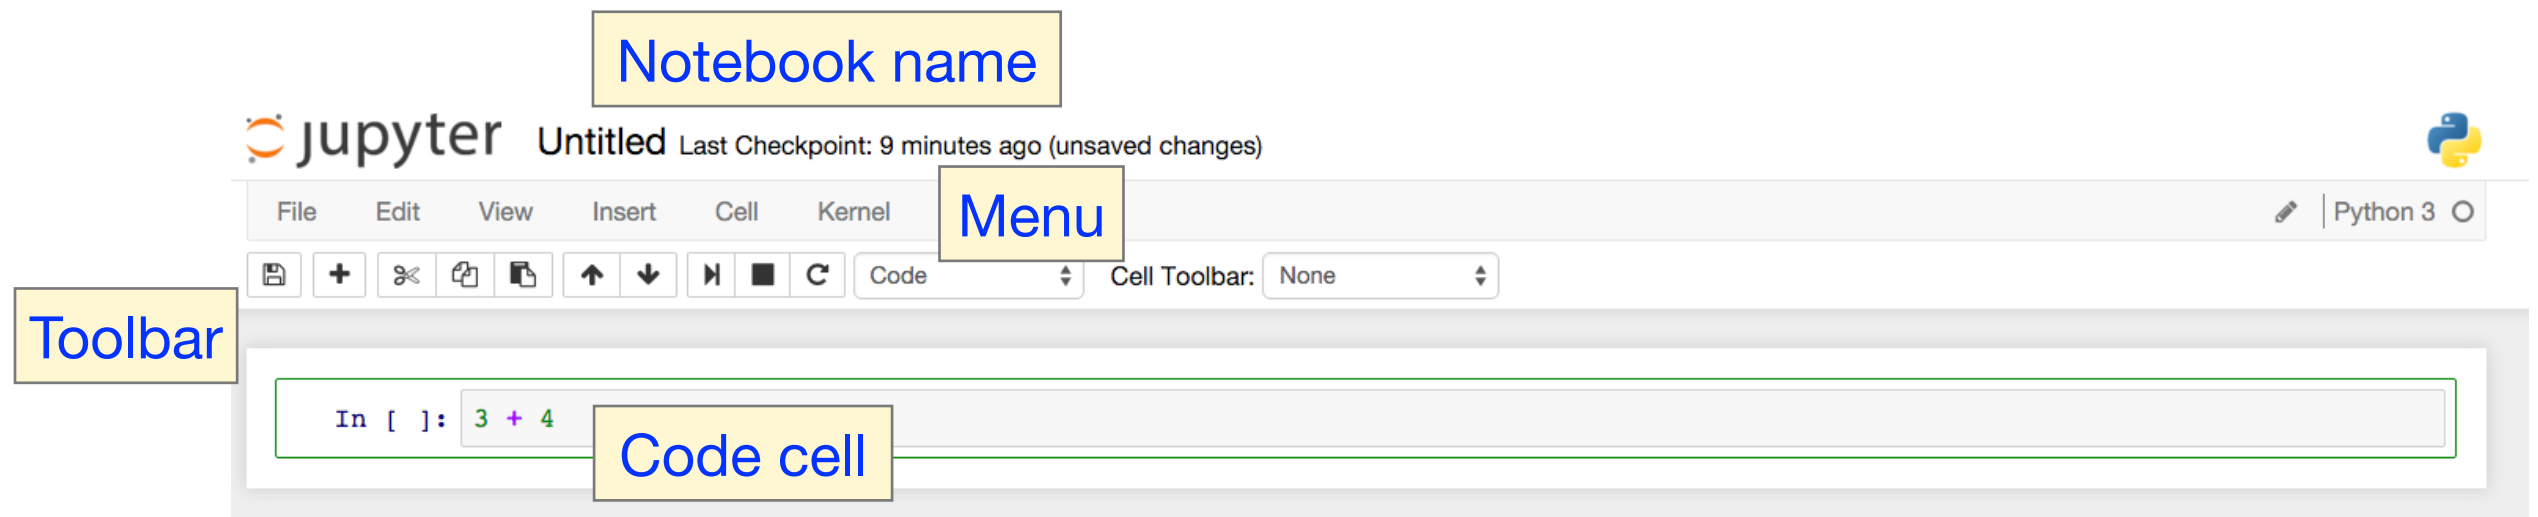 Notebook name
jupyter Untitled Last Checkpoint: 9 minutes ago (unsaved changes)
File Edit View Insert Cell Kernel Menu Python 3
Code Cell Toolbar: None
Toolbar
In [ ]: 3 + 4
Code cell